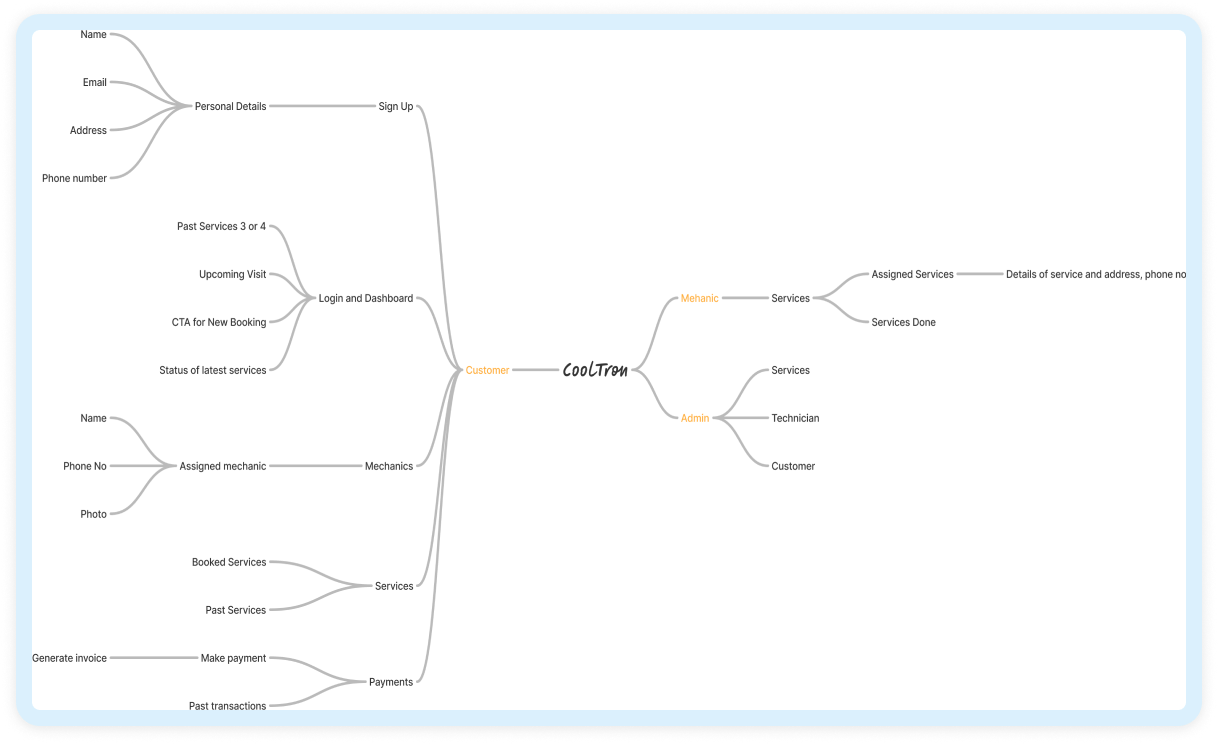 Name
Email
Personal Details
Sign Up
Address
Phone number
Past Services 3 or 4
Upcoming Visit
Login and Dashboard
CTA for New Booking
Status of latest services
Customer
CoolTron
Name
Phone No
Assigned mechanic
Mechanics
Photo
Booked Services
Services
Past Services
Generate invoice
Make payment
Payments
Past transactions
Mehanic
Services
Assigned Services
Details of service and address, phone no
Services Done
Admin
Services
Technician
Customer